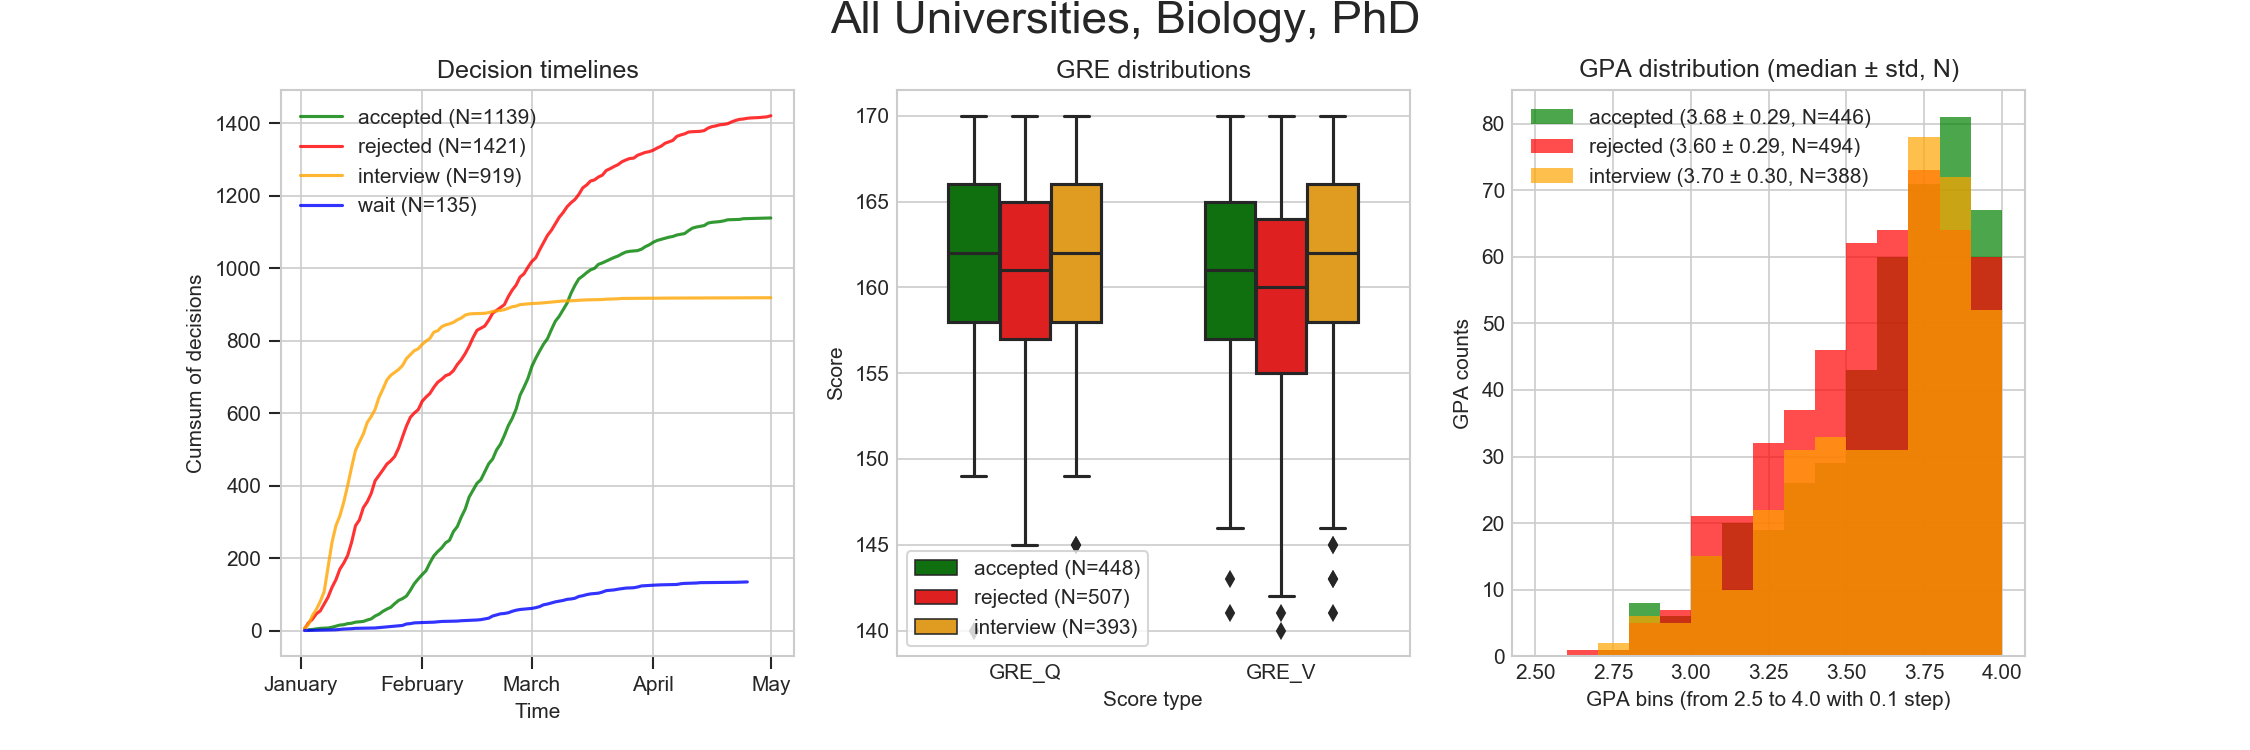 All Universities, Biology, PhD
Decision timelines
accepted (N=1139)
rejected (N=1421)
interview (N=919)
wait (N=135)
1400
1200
1000
800
600
400
200
0
Cumsum of decisions
January February March April May
Time
GRE distributions
170
165
160
155
150
145
140
Score
accepted (N=448)
rejected (N=507)
interview (N=393)
GRE_Q GRE_V
Score type
GPA distribution (median ± std, N)
accepted (3.68 ± 0.29, N=446)
rejected (3.60 ± 0.29, N=494)
interview (3.70 ± 0.30, N=388)
80
70
60
50
40
30
20
10
0
GPA counts
2.50 2.75 3.00 3.25 3.50 3.75 4.00
GPA bins (from 2.5 to 4.0 with 0.1 step)